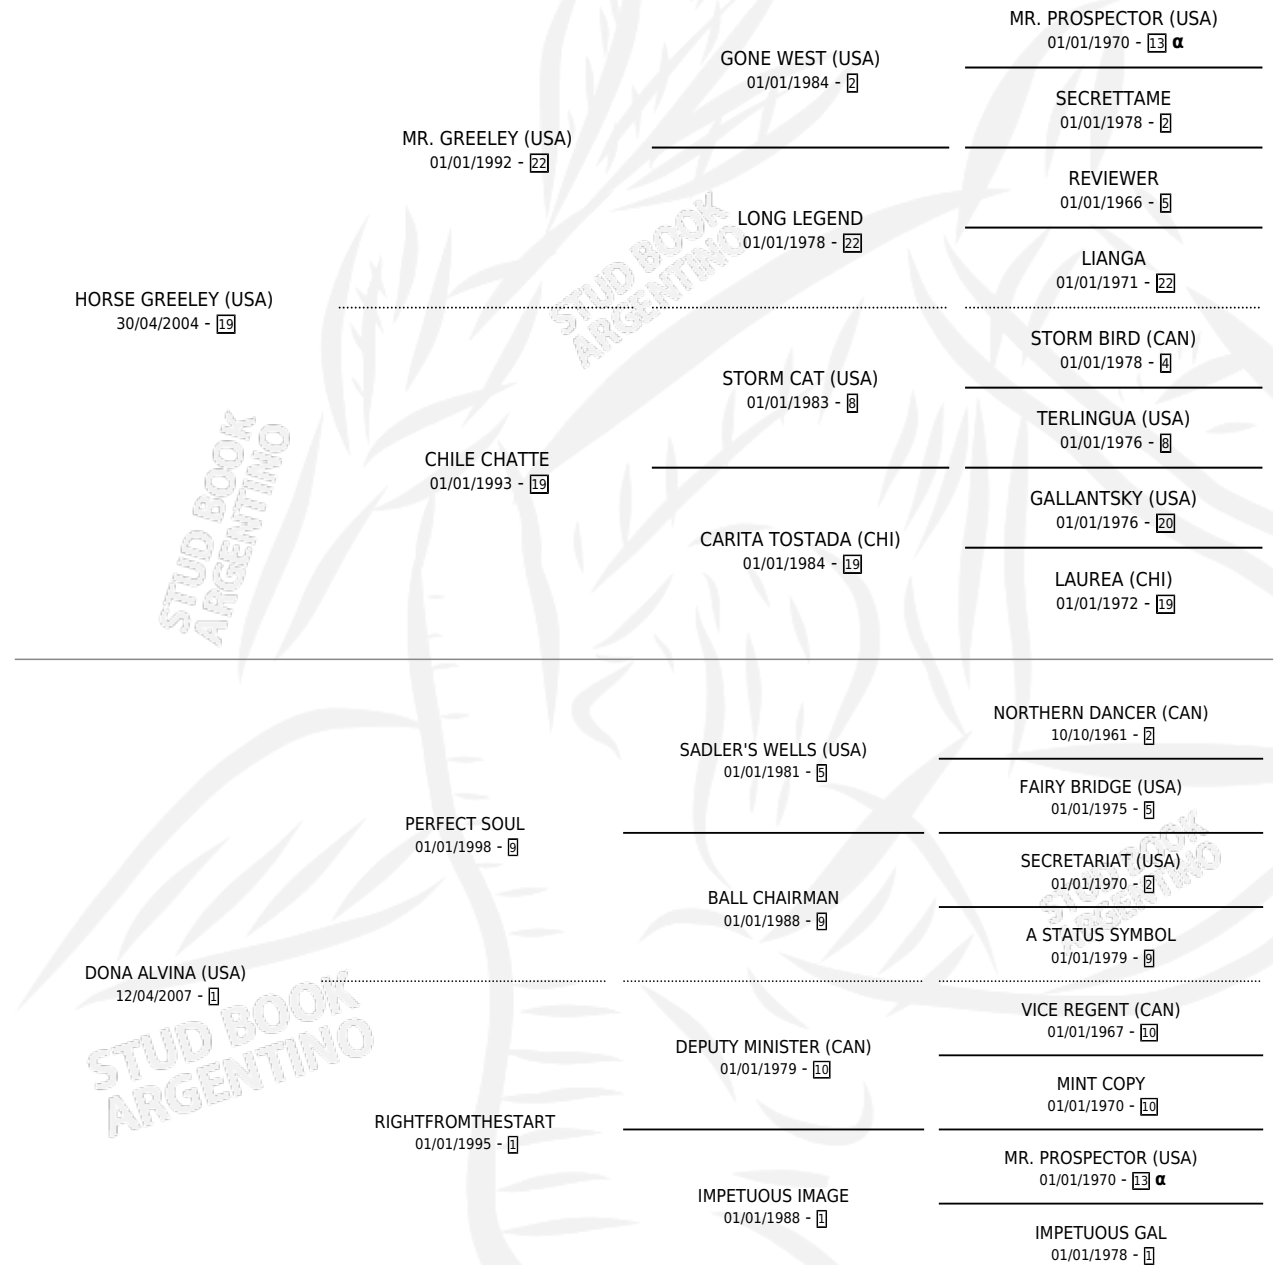 MR. PROSPECTOR (USA)
01/01/1970 - 13 α
GONE WEST (USA)
01/01/1984 - 2
SECRETTAME
01/01/1978 - 2
MR. GREELEY (USA)
01/01/1992 - 22
REVIEWER
01/01/1966 - 5
LONG LEGEND
01/01/1978 - 22
LIANGA
01/01/1971 - 22
HORSE GREELEY (USA)
30/04/2004 - 19
STORM BIRD (CAN)
01/01/1978 - 4
STORM CAT (USA)
01/01/1983 - 8
TERLINGUA (USA)
01/01/1976 - 8
CHILE CHATTE
01/01/1993 - 19
GALLANTSKY (USA)
01/01/1976 - 20
CARITA TOSTADA (CHI)
01/01/1984 - 19
LAUREA (CHI)
01/01/1972 - 19
NORTHERN DANCER (CAN)
10/10/1961 - 2
SADLER'S WELLS (USA)
01/01/1981 - 5
FAIRY BRIDGE (USA)
01/01/1975 - 5
PERFECT SOUL
01/01/1998 - 9
SECRETARIAT (USA)
01/01/1970 - 2
BALL CHAIRMAN
01/01/1988 - 9
A STATUS SYMBOL
01/01/1979 - 9
DONA ALVINA (USA)
12/04/2007 - 1
VICE REGENT (CAN)
01/01/1967 - 10
DEPUTY MINISTER (CAN)
01/01/1979 - 10
MINT COPY
01/01/1970 - 10
RIGHTFROMTHESTART
01/01/1995 - 1
MR. PROSPECTOR (USA)
01/01/1970 - 13 α
IMPETUOUS IMAGE
01/01/1988 - 1
IMPETUOUS GAL
01/01/1978 - 1
STUD BOOK
ARGENTINO
STUD BOOK
ARGENTINO
STUD BOOK
ARGENTINO
STUD BOOK
ARGENTINO